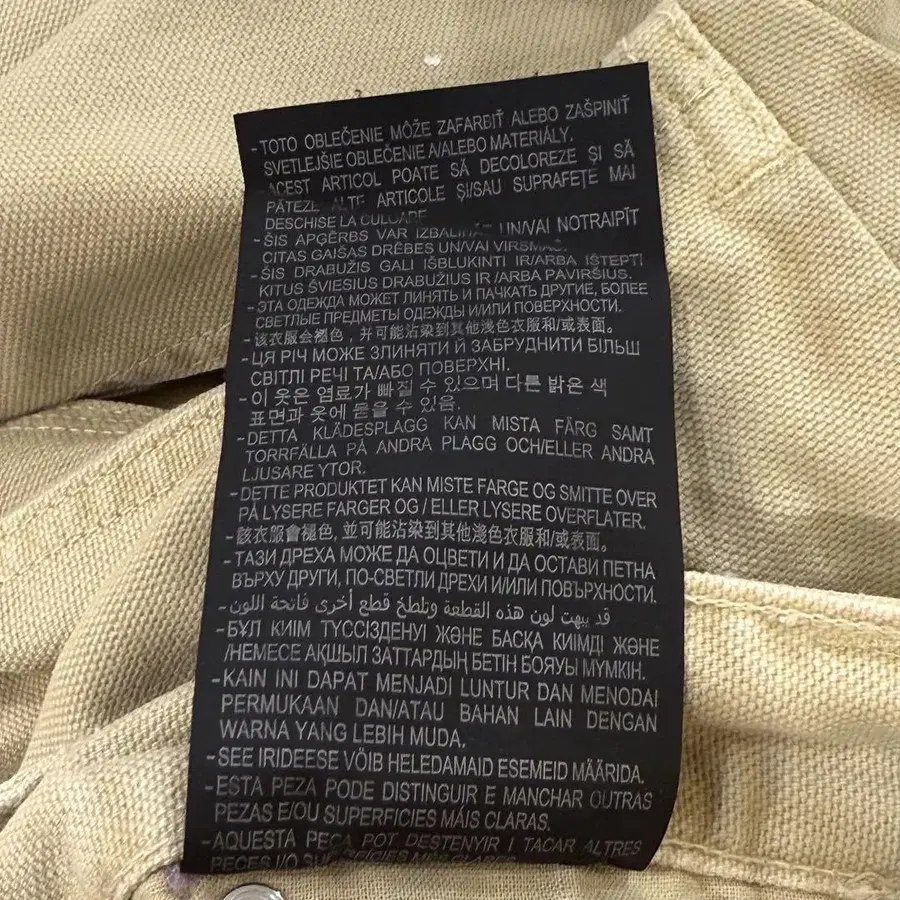 -TOTO OBLEČENIE MÔŽE ZAFARBIŤ ALEBO ZAŠPINIŤ
SVETLEJŠIE OBLEČENIE A/ALEBO MATERIÁLY.
ACEST ARTICOL POATE SĂ DECOLOREZE ȘI SĂ
PĂTEZE ALTE ARTICOLE ȘI/SAU SUPRAFEȚE MAI
DESCHISE LA CULOARE
-ŠIS APĢĒRBS VAR IZBALINĀT UN/VAI NOTRAIPĪT
CITAS GAIŠAS DRĒBES UN/VAI VIRSMAS.
-ŠIS DRABUŽIS GALI IŠBLUKINTI IR/ARBA IŠTEPTI
KITUS ŠVIESIUS DRABUŽIUS IR /ARBA PAVIRŠIUS.
-ЭТА ОДЕЖДА МОЖЕТ ЛИНЯТЬ И ПАЧКАТЬ ДРУГИЕ, БОЛЕЕ
СВЕТЛЫЕ ПРЕДМЕТЫ ОДЕЖДЫ И/ИЛИ ПОВЕРХНОСТИ.
-该衣服会褪色，并可能沾染到其他浅色衣服和/或表面。
-ЦЯ РІЧ МОЖЕ ЗЛИНЯТИ Й ЗАБРУДНИТИ БІЛЬШ
СВІТЛІ РЕЧІ ТА/АБО ПОВЕРХНІ.
-이 옷은 염료가 빠질 수 있으며 다른 밝은 색
표면과 옷에 묻을 수 있음.
-DETTA KLÄDESPLAGG KAN MISTA FÄRG SAMT
TORRFÄLLA PÅ ANDRA PLAGG OCH/ELLER ANDRA
LJUSARE YTOR.
-DETTE PRODUKTET KAN MISTE FARGE OG SMITTE OVER
PÅ LYSERE FARGER OG / ELLER LYSERE OVERFLATER.
-該衣服會褪色, 並可能沾染到其他淺色衣服和/或表面。
-ТАЗИ ДРЕХА МОЖЕ ДА ОЦВЕТИ И ДА ОСТАВИ ПЕТНА
ВЪРХУ ДРУГИ, ПО-СВЕТЛИ ДРЕХИ И/ИЛИ ПОВЪРХНОСТИ.
-قد يبهت لون هذه القطعة وتلطخ قطع أخرى فاتحة اللون
-БҰЛ КИІМ ТҮССІЗДЕНУІ ЖӘНЕ БАСҚА КИІМДІ ЖӘНЕ
/НЕМЕСЕ АҚШЫЛ ЗАТТАРДЫҢ БЕТІН БОЯУЫ МҮМКІН.
-KAIN INI DAPAT MENJADI LUNTUR DAN MENODAI
PERMUKAAN DAN/ATAU BAHAN LAIN DENGAN
WARNA YANG LEBIH MUDA.
-SEE IRIDEESE VÕIB HELEDAMAID ESEMEID MÄÄRIDA.
-ESTA PEZA PODE DISTINGUIR E MANCHAR OUTRAS
PEZAS E/OU SUPERFICIES MÁIS CLARAS.
-AQUESTA PEÇA POT DESTENYIR I TACAR ALTRES
PECES I/O SUPERFÍCIES MÉS CLARES.